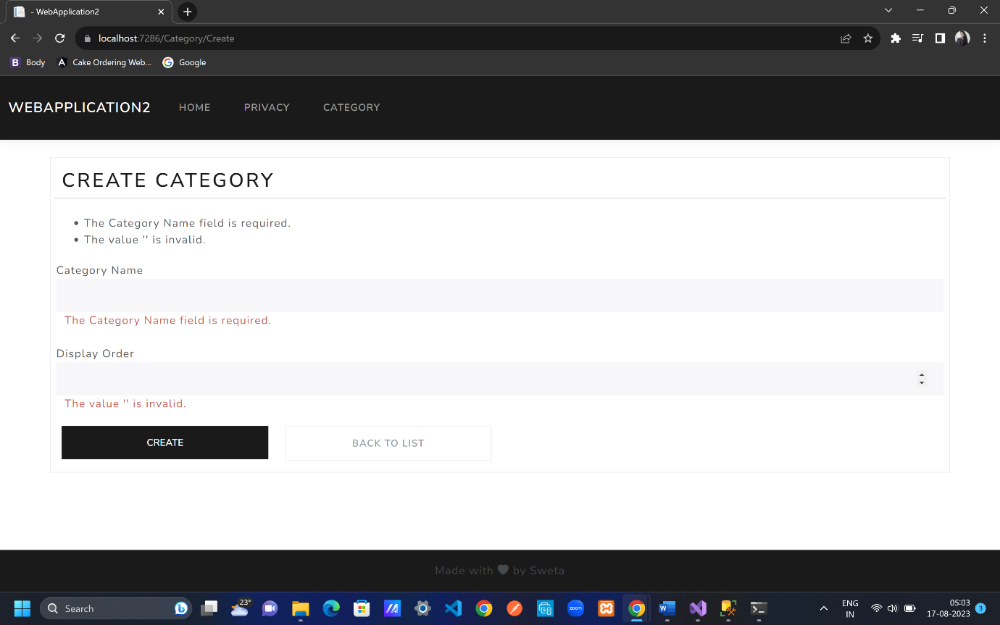 - WebApplication2
localhost:7286/Category/Create
B Body
Cake Ordering Web...
Google
WEBAPPLICATION2 HOME PRIVACY CATEGORY
CREATE CATEGORY
• The Category Name field is required.
• The value '' is invalid.
Category Name
The Category Name field is required.
Display Order
The value '' is invalid.
CREATE BACK TO LIST
Made with 🖤 by Sweta
Search
23°
zoom
W
ENG
IN
05:03
17-08-2023
3